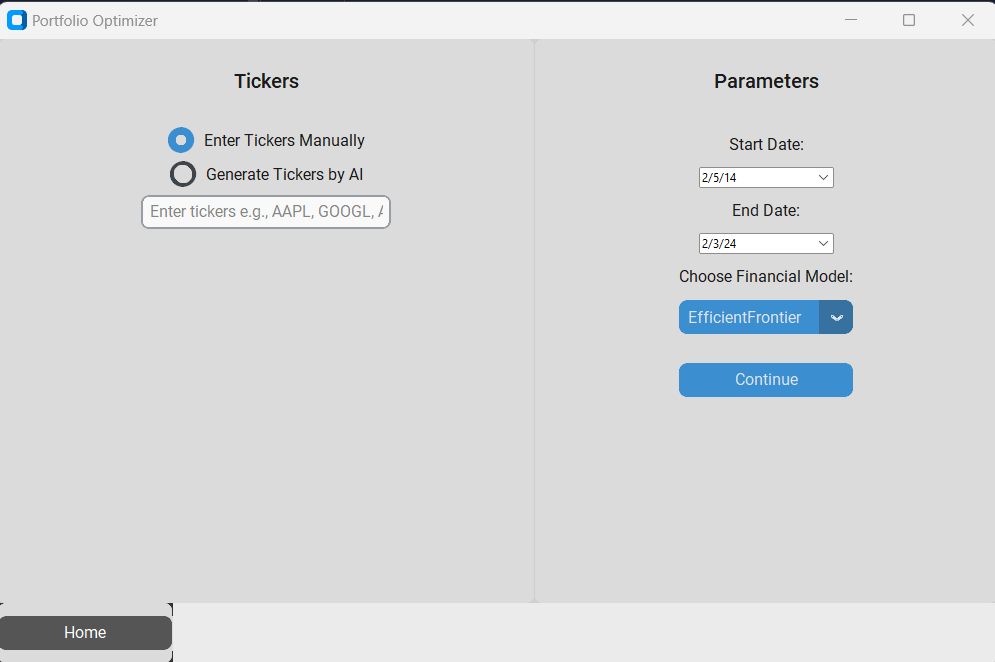 Portfolio Optimizer
Tickers
Enter Tickers Manually
Generate Tickers by AI
Enter tickers e.g., AAPL, GOOGL, A
Parameters
Start Date:
2/5/14
End Date:
2/3/24
Choose Financial Model:
EfficientFrontier
Continue
Home